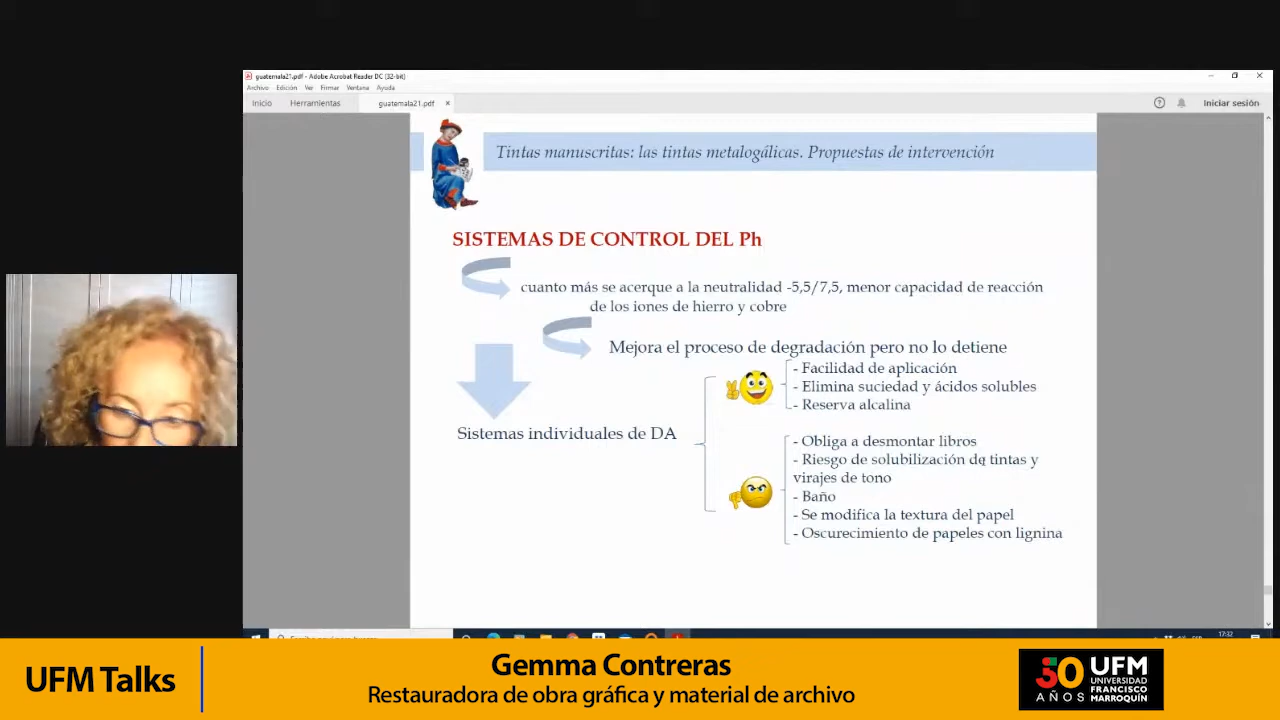 guatemala21.pdf - Adobe Acrobat Reader DC (32-bit)
Archivo Edición Ver Firmar Ventana Ayuda
Inicio Herramientas guatemala21.pdf × Iniciar sesión
Tintas manuscritas: las tintas metalogálicas. Propuestas de intervención
SISTEMAS DE CONTROL DEL Ph
cuanto más se acerque a la neutralidad -5,5/7,5, menor capacidad de reacción
de los iones de hierro y cobre
Mejora el proceso de degradación pero no lo detiene
- Facilidad de aplicación
- Elimina suciedad y ácidos solubles
- Reserva alcalina
Sistemas individuales de DA
- Obliga a desmontar libros
- Riesgo de solubilización de tintas y
virajes de tono
- Baño
- Se modifica la textura del papel
- Oscurecimiento de papeles con lignina
17:32
UFM Talks
Gemma Contreras
Restauradora de obra gráfica y material de archivo
50 AÑOS
UFM
UNIVERSIDAD
FRANCISCO
MARROQUÍN